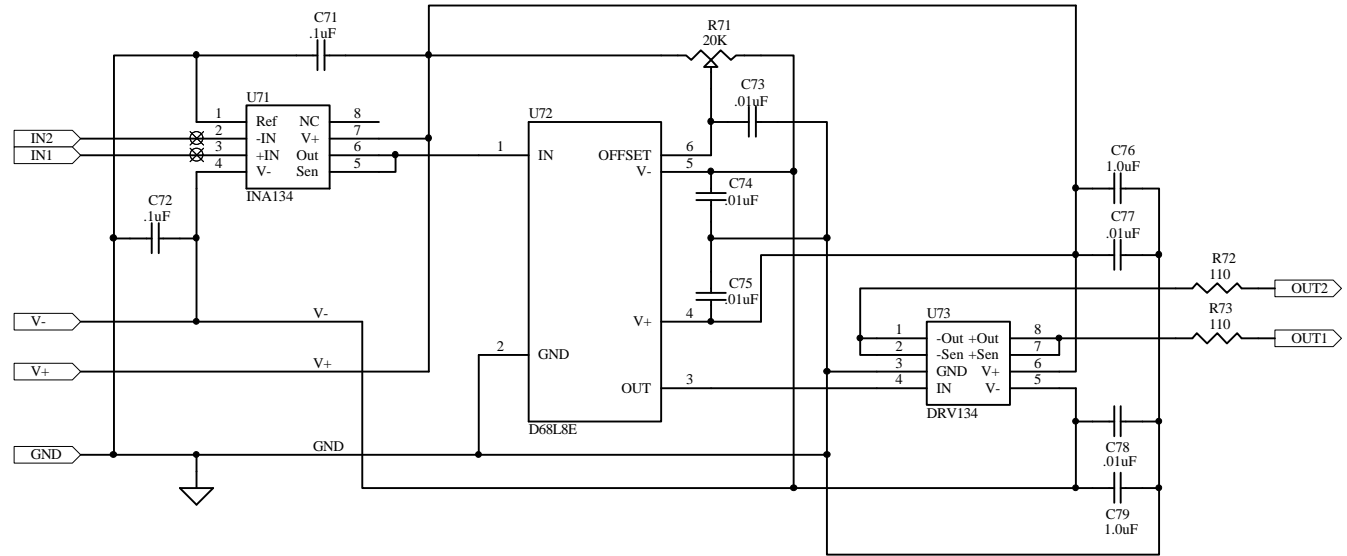 C71
.1uF
R71
20K
C73
.01uF
U71
1 Ref NC 8
2 -IN V+ 7
3 +IN Out 6
4 V- Sen 5
INA134
IN2
IN1
C72
.1uF
U72
1 IN OFFSET 6
V- 5
V+ 4
2 GND
OUT 3
D68L8E
C74
.01uF
C75
.01uF
C76
1.0uF
C77
.01uF
R72
110
OUT2
R73
110
OUT1
U73
1 -Out +Out 8
2 -Sen +Sen 7
3 GND V+ 6
4 IN V- 5
DRV134
V- V-
V+ V+
GND GND
C78
.01uF
C79
1.0uF